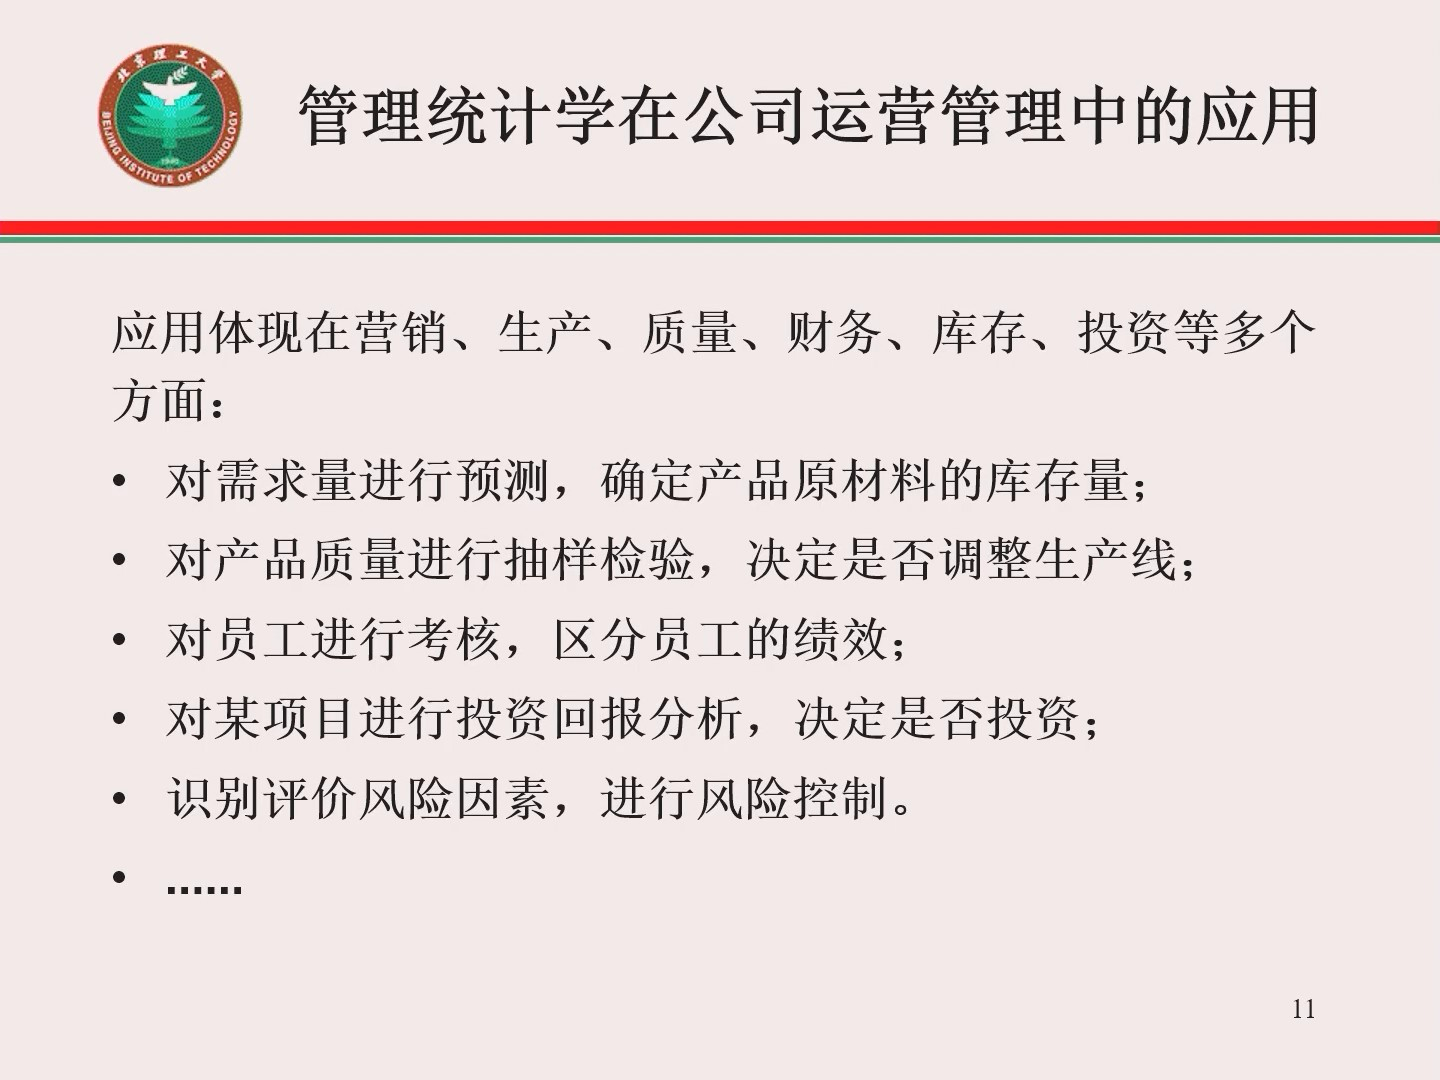 北京理工大学
BEIJING INSTITUTE OF TECHNOLOGY
1940
管理统计学在公司运营管理中的应用
应用体现在营销、生产、质量、财务、库存、投资等多个
方面：
• 对需求量进行预测，确定产品原材料的库存量；
• 对产品质量进行抽样检验，决定是否调整生产线；
• 对员工进行考核，区分员工的绩效；
• 对某项目进行投资回报分析，决定是否投资；
• 识别评价风险因素，进行风险控制。
• ……
11